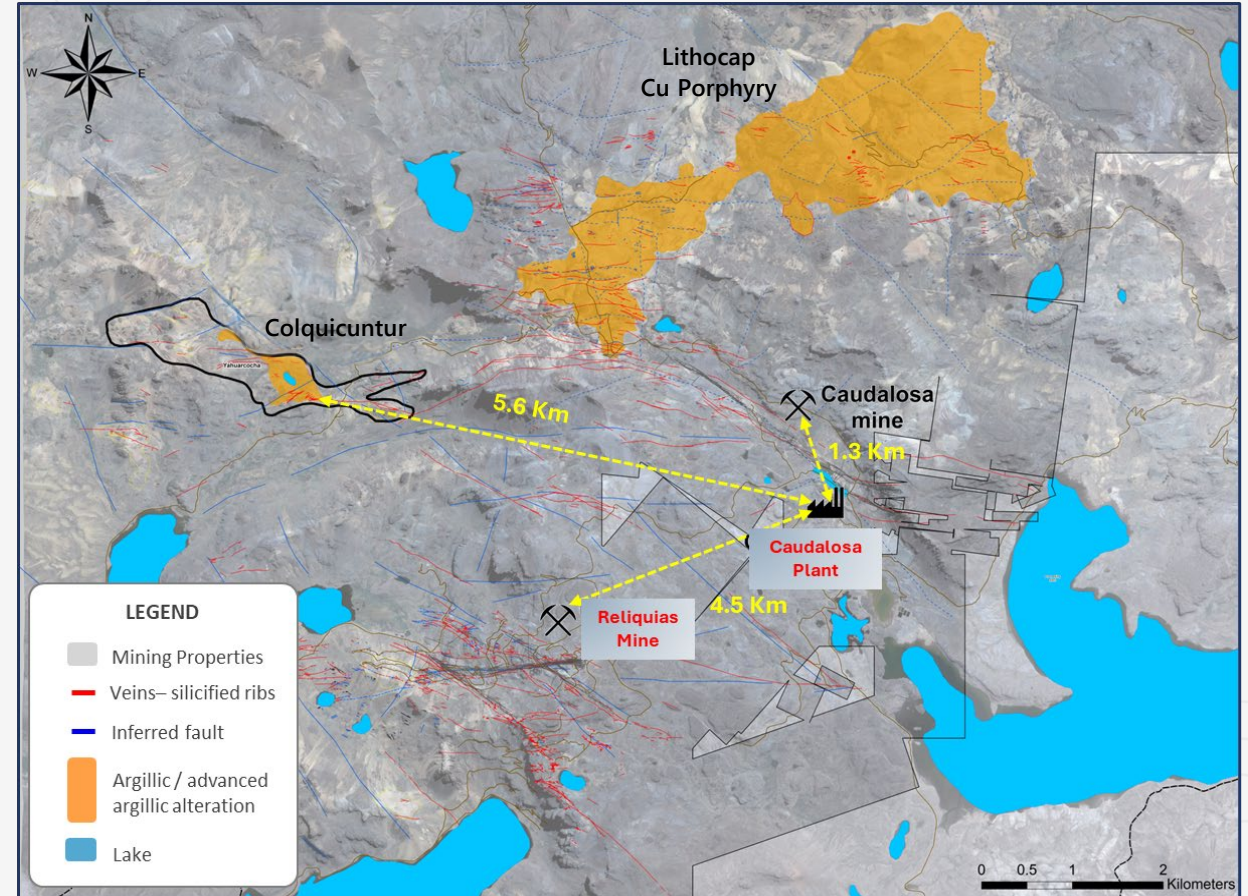 N
W
E
S
Lithocap
Cu Porphyry
Colquicuntur
Yahuarcocha
5.6 Km
Caudalosa
mine
1.3 Km
Caudalosa
Plant
4.5 Km
Reliquias
Mine
LEGEND
Mining Properties
Veins– silicified ribs
Inferred fault
Argillic / advanced
argillic alteration
Lake
0 0.5 1 2
Kilometers